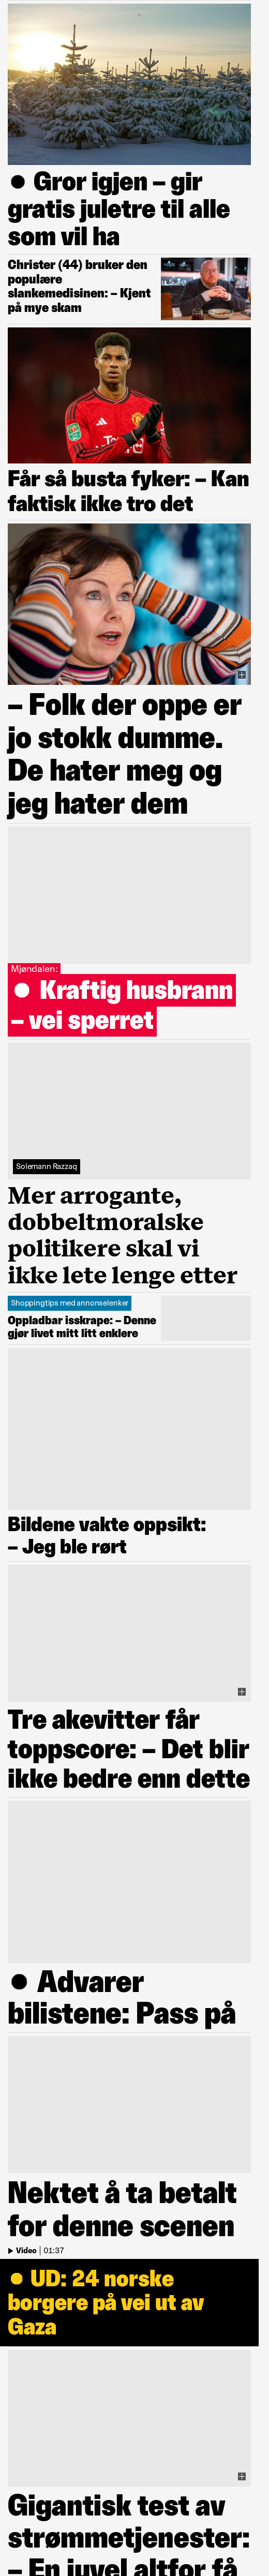 Gror igjen – gir
gratis juletre til alle
som vil ha
Christer (44) bruker den
populære
slankemedisinen: – Kjent
på mye skam
Får så busta fyker: – Kan
faktisk ikke tro det
– Folk der oppe er
jo stokk dumme.
De hater meg og
jeg hater dem
Mjøndalen:
Kraftig husbrann
– vei sperret
Solemann Razzaq
Mer arrogante,
dobbeltmoralske
politikere skal vi
ikke lete lenge etter
Shoppingtips med annonselenker
Oppladbar isskrape: – Denne
gjør livet mitt litt enklere
Bildene vakte oppsikt:
– Jeg ble rørt
Tre akevitter får
toppscore: – Det blir
ikke bedre enn dette
Advarer
bilistene: Pass på
Nektet å ta betalt
for denne scenen
Video | 01:37
UD: 24 norske
borgere på vei ut av
Gaza
Gigantisk test av
strømmetjenester:
– En juvel altfor få